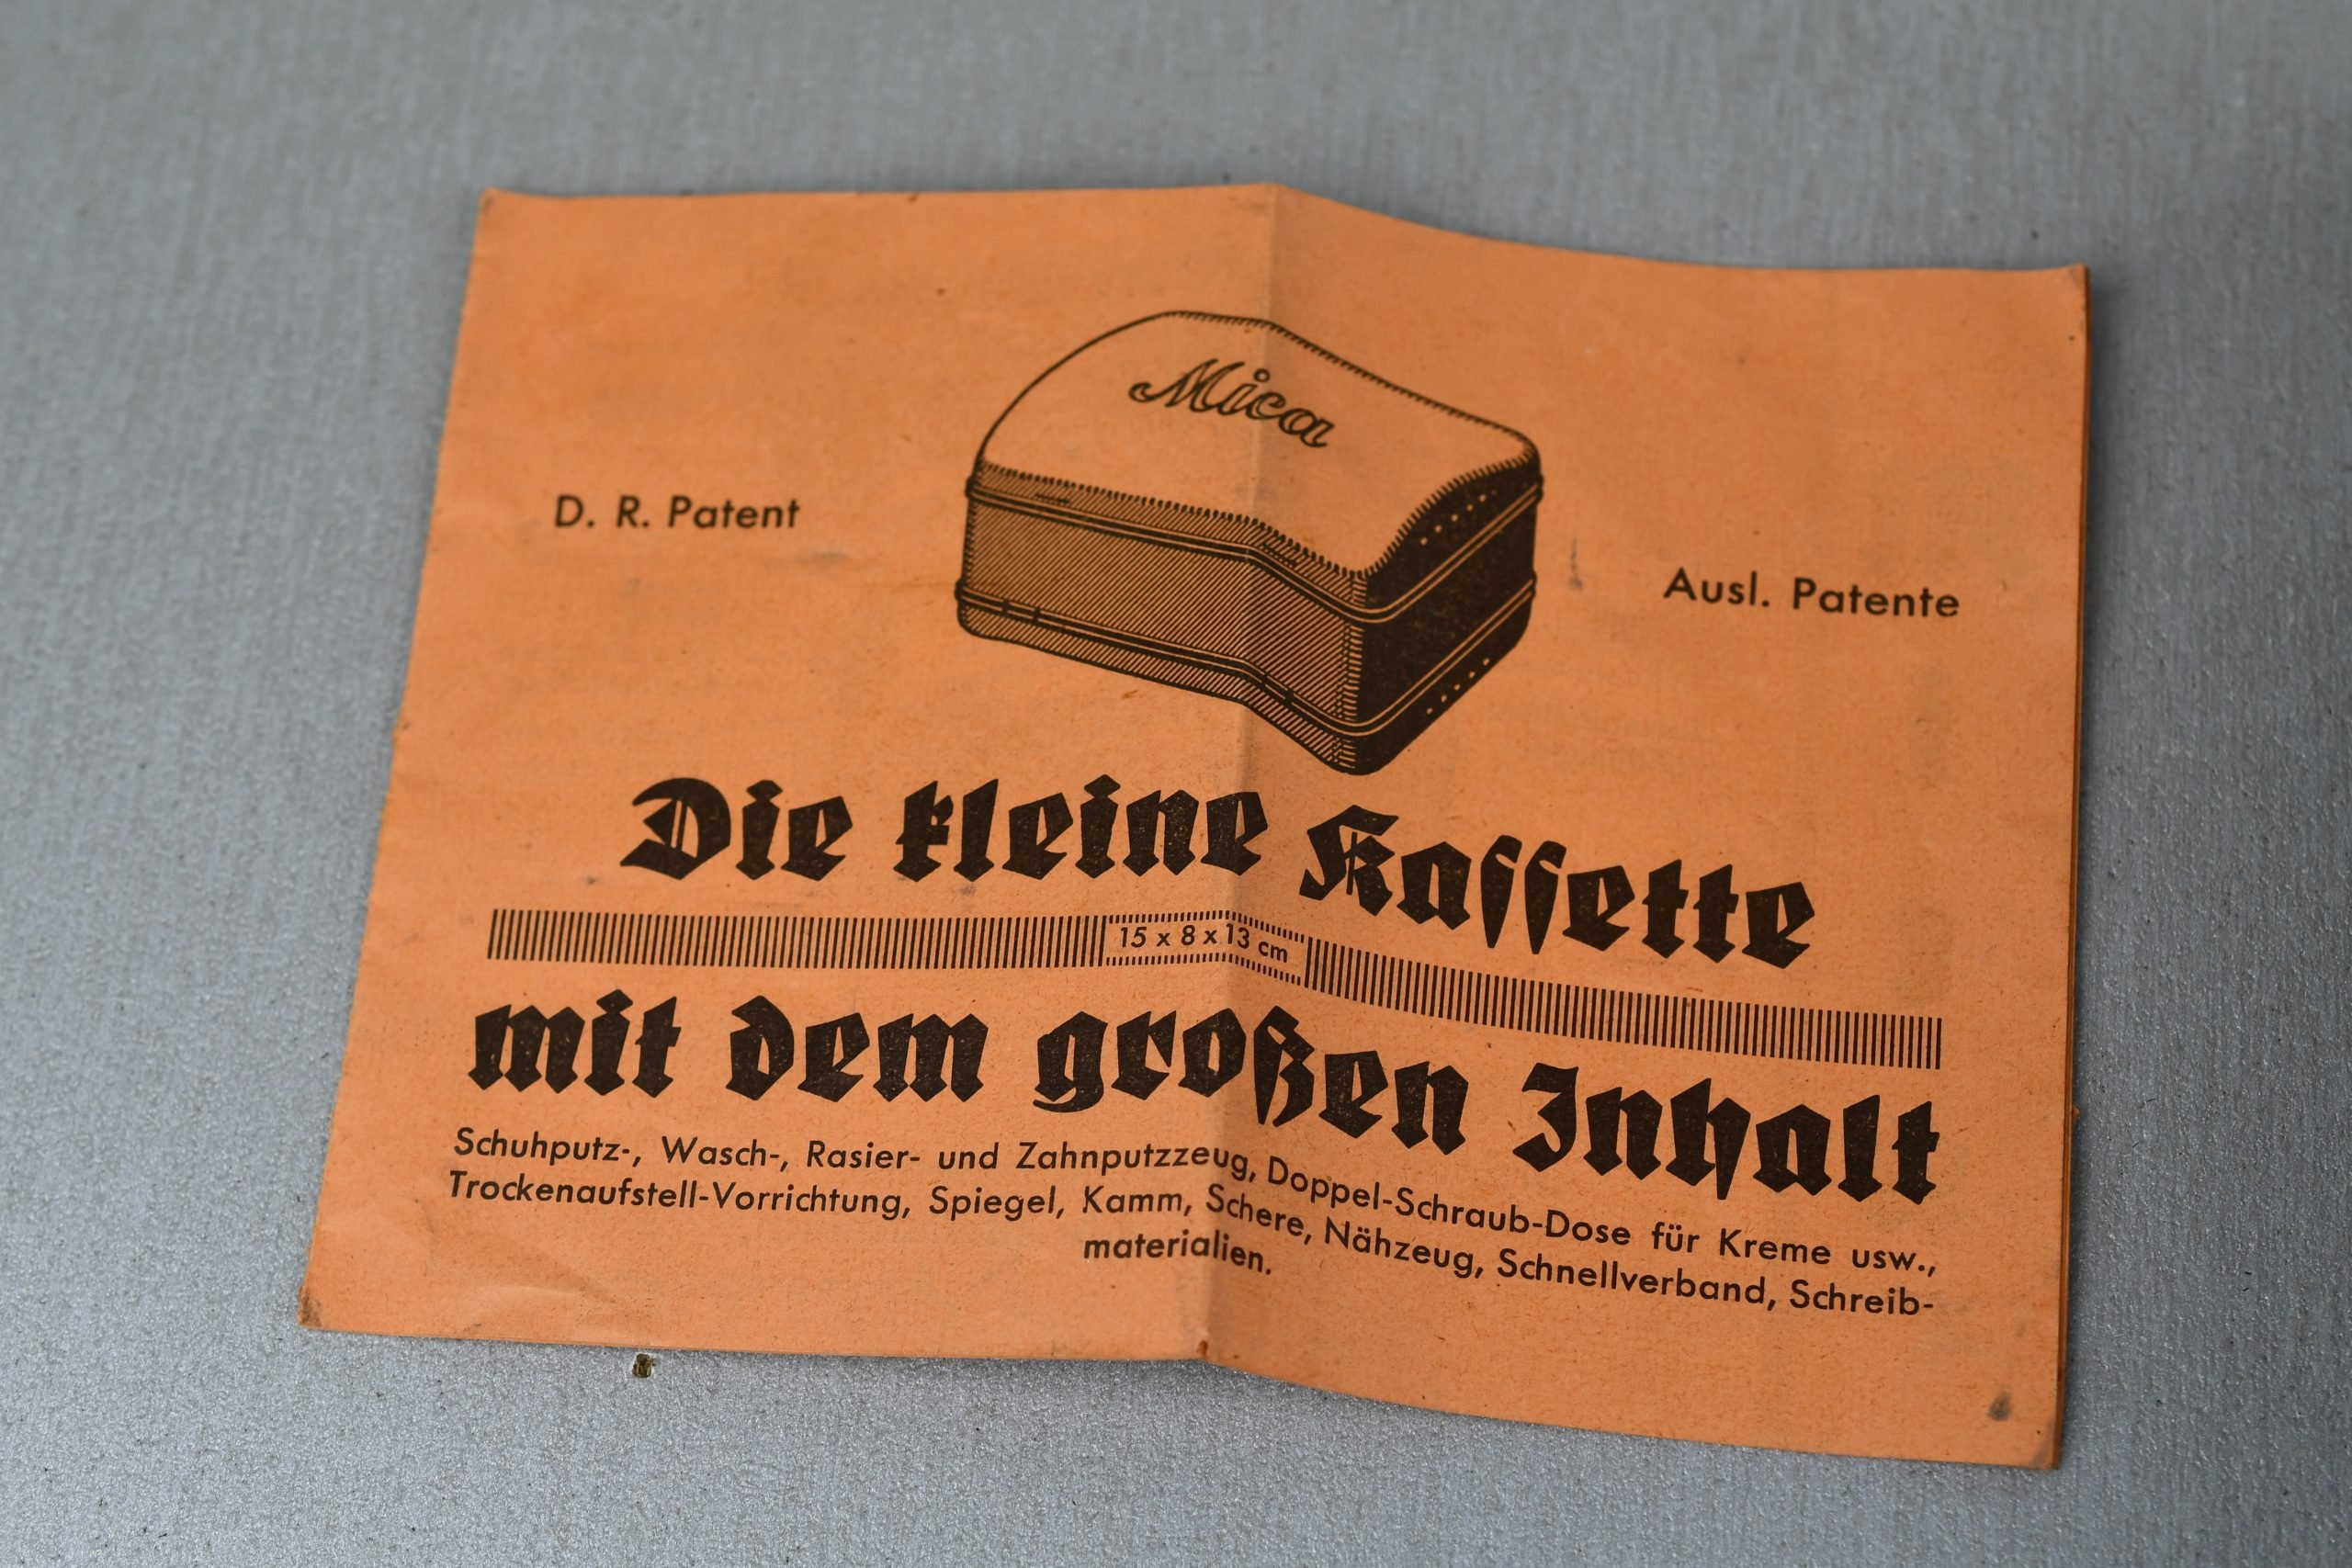 Mica
D. R. Patent
Ausl. Patente
Die kleine Kassette
15 x 8 x 13 cm
mit dem großen Inhalt
Schuhputz-, Wasch-, Rasier- und Zahnputzzeug, Doppel-Schraub-Dose für Kreme usw.,
Trockenaufstell-Vorrichtung, Spiegel, Kamm, Schere, Nähzeug, Schnellverband, Schreib-
materialien.